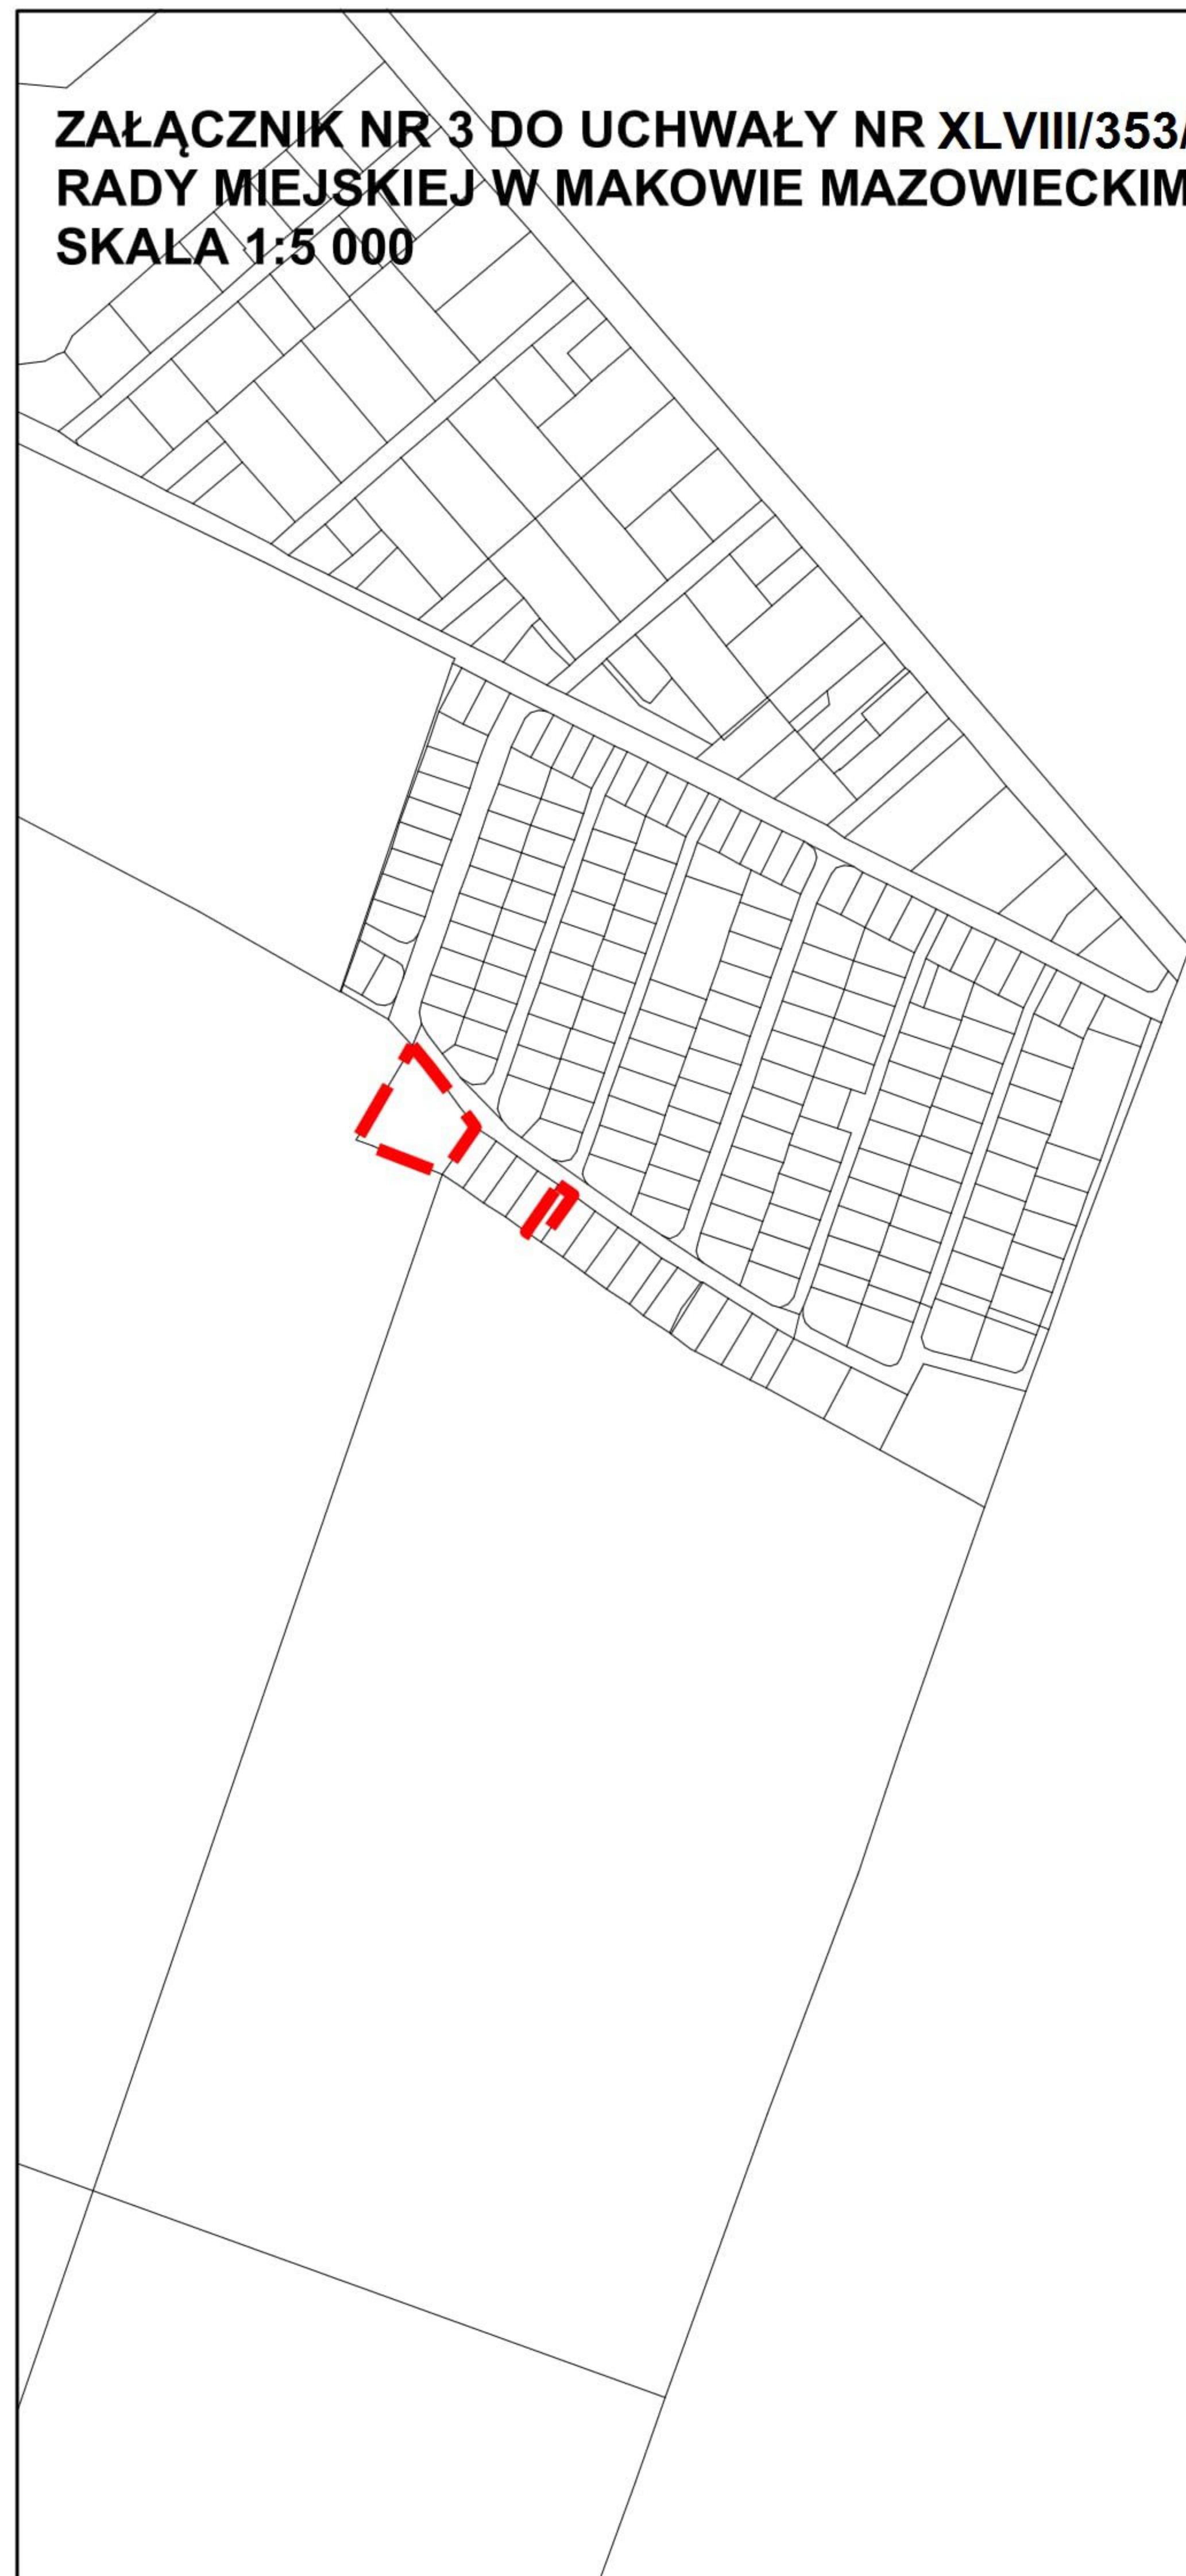 ZAŁĄCZNIK NR 3 DO UCHWAŁY NR XLVIII/353/
RADY MIEJSKIEJ W MAKOWIE MAZOWIECKIM
SKALA 1:5 000